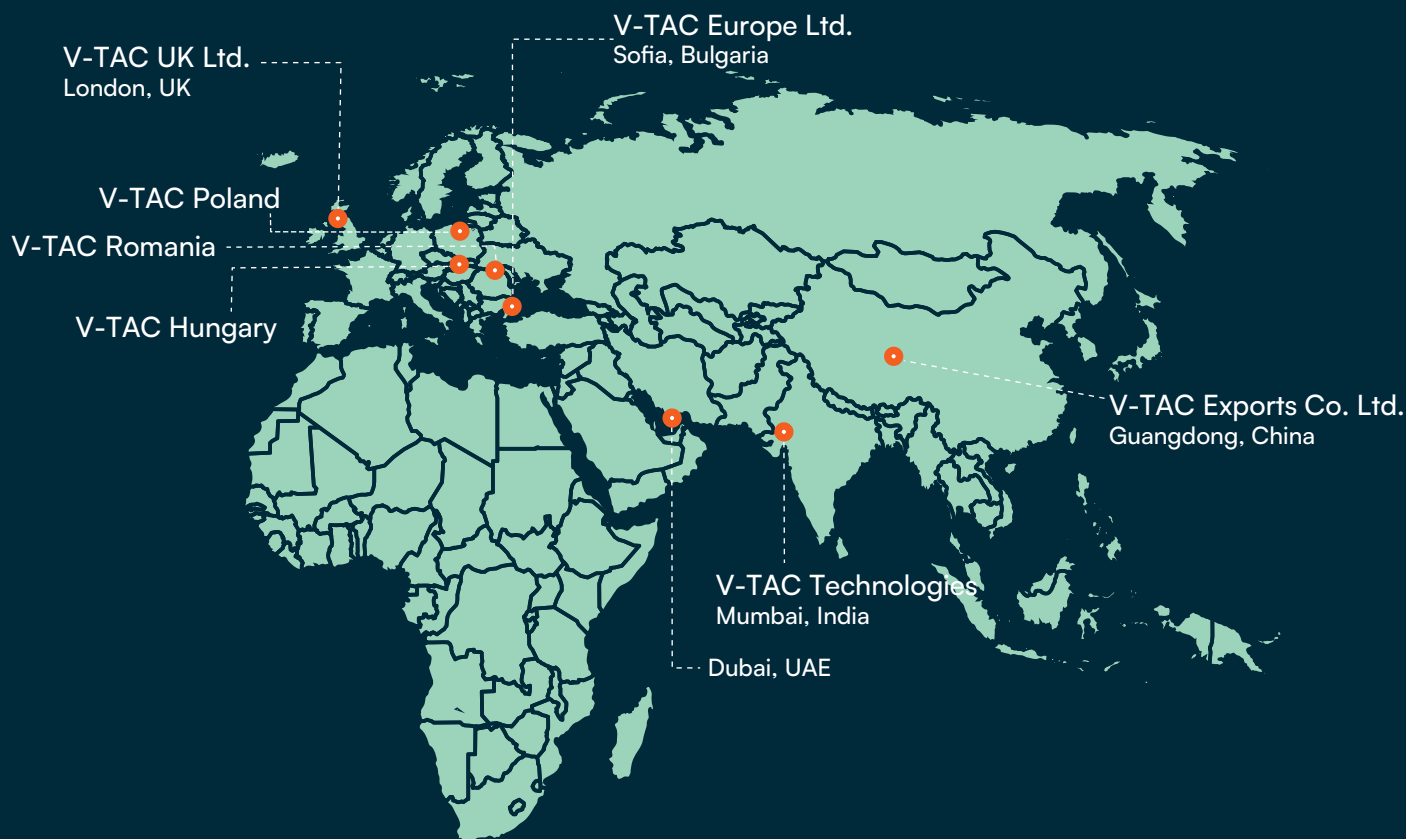 V-TAC Europe Ltd.
Sofia, Bulgaria
V-TAC UK Ltd.
London, UK
V-TAC Poland
V-TAC Romania
V-TAC Hungary
V-TAC Exports Co. Ltd.
Guangdong, China
V-TAC Technologies
Mumbai, India
Dubai, UAE